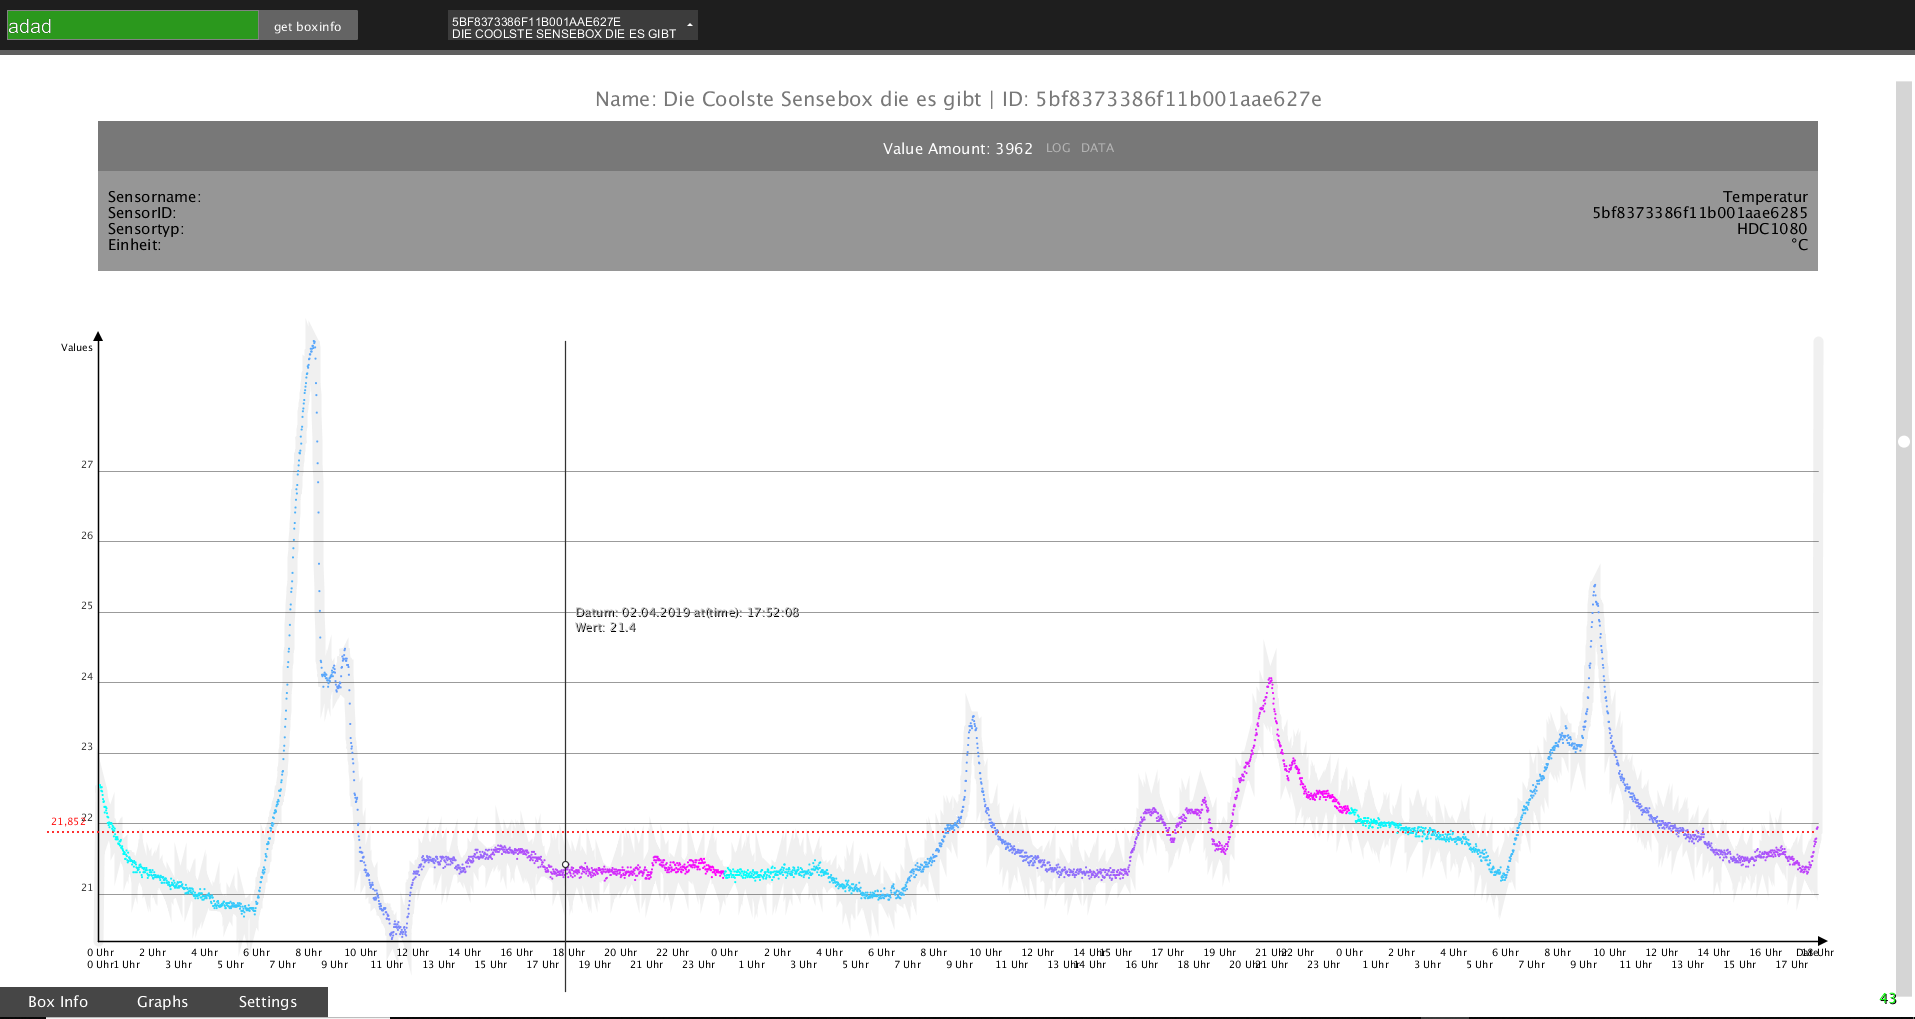 adad
get boxinfo
5BF8373386F11B001AAE627E
DIE COOLSTE SENSEBOX DIE ES GIBT
Name: Die Coolste Sensebox die es gibt | ID: 5bf8373386f11b001aae627e
Value Amount: 3962 LOG DATA
Sensorname: Temperatur
SensorID: 5bf8373386f11b001aae6285
Sensortyp: HDC1080
Einheit: °C
Values
27
26
25
Datum: 02.04.2019 at(time): 17:52:08
Wert: 21.4
24
23
22
21,852
21
0 Uhr 2 Uhr 4 Uhr 6 Uhr 8 Uhr 10 Uhr 12 Uhr 14 Uhr 16 Uhr 18 Uhr 20 Uhr 22 Uhr 0 Uhr 2 Uhr 4 Uhr 6 Uhr 8 Uhr 10 Uhr 12 Uhr 14 Uhr 15 Uhr 17 Uhr 19 Uhr 21 Uhr 22 Uhr 0 Uhr 2 Uhr 4 Uhr 6 Uhr 8 Uhr 10 Uhr 12 Uhr 14 Uhr 16 Uhr 18 Uhr
0 Uhr 1 Uhr 3 Uhr 5 Uhr 7 Uhr 9 Uhr 11 Uhr 13 Uhr 15 Uhr 17 Uhr 19 Uhr 21 Uhr 23 Uhr 1 Uhr 3 Uhr 5 Uhr 7 Uhr 9 Uhr 11 Uhr 13 Uhr 14 Uhr 16 Uhr 18 Uhr 20 Uhr 21 Uhr 23 Uhr 1 Uhr 3 Uhr 5 Uhr 7 Uhr 9 Uhr 11 Uhr 13 Uhr 15 Uhr 17 Uhr
Box Info Graphs Settings
43